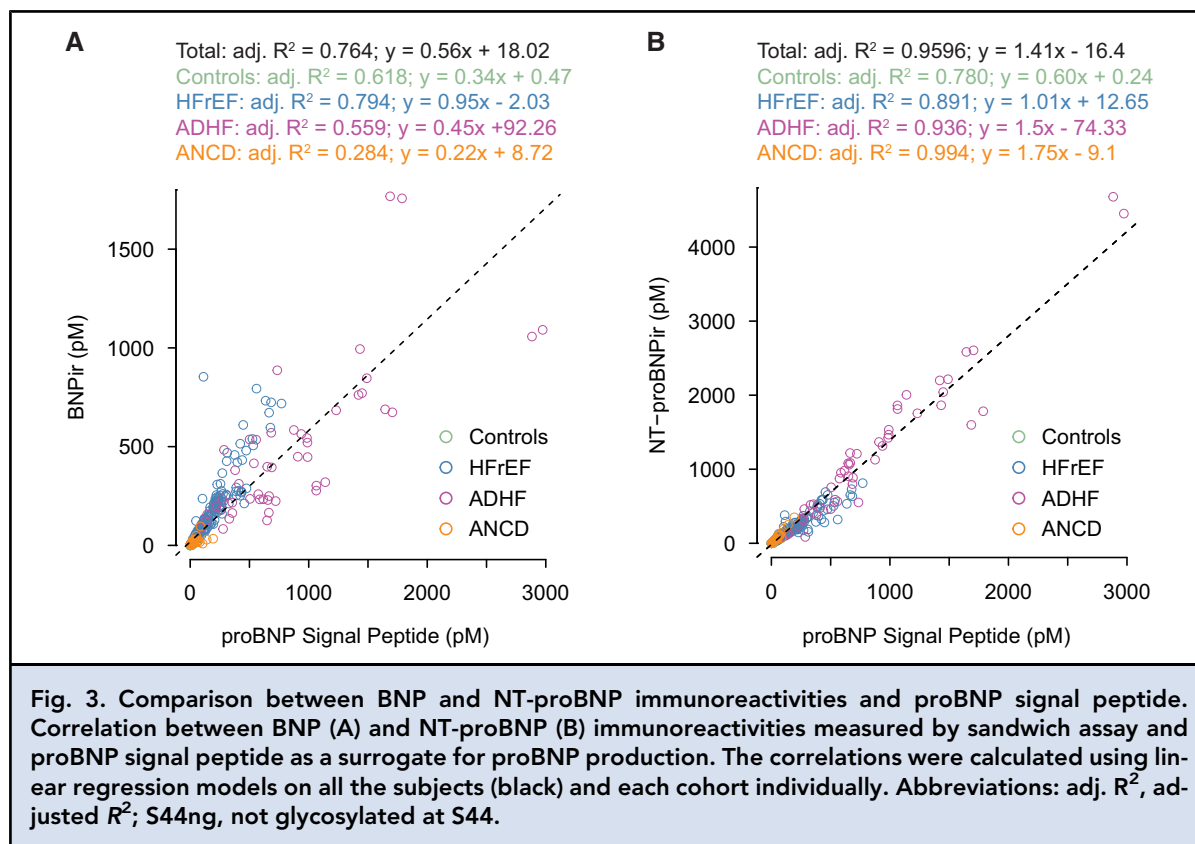 A
Total: adj. R² = 0.764; y = 0.56x + 18.02
Controls: adj. R² = 0.618; y = 0.34x + 0.47
HFrEF: adj. R² = 0.794; y = 0.95x - 2.03
ADHF: adj. R² = 0.559; y = 0.45x +92.26
ANCD: adj. R² = 0.284; y = 0.22x + 8.72
BNPir (pM)
1500
1000
500
0
Controls
HFrEF
ADHF
ANCD
0 1000 2000 3000
proBNP Signal Peptide (pM)
B
Total: adj. R² = 0.9596; y = 1.41x - 16.4
Controls: adj. R² = 0.780; y = 0.60x + 0.24
HFrEF: adj. R² = 0.891; y = 1.01x + 12.65
ADHF: adj. R² = 0.936; y = 1.5x - 74.33
ANCD: adj. R² = 0.994; y = 1.75x - 9.1
NT−proBNPir (pM)
4000
3000
2000
1000
0
Controls
HFrEF
ADHF
ANCD
0 1000 2000 3000
proBNP Signal Peptide (pM)
Fig. 3. Comparison between BNP and NT-proBNP immunoreactivities and proBNP signal peptide.
Correlation between BNP (A) and NT-proBNP (B) immunoreactivities measured by sandwich assay and
proBNP signal peptide as a surrogate for proBNP production. The correlations were calculated using lin-
ear regression models on all the subjects (black) and each cohort individually. Abbreviations: adj. R², ad-
justed R²; S44ng, not glycosylated at S44.